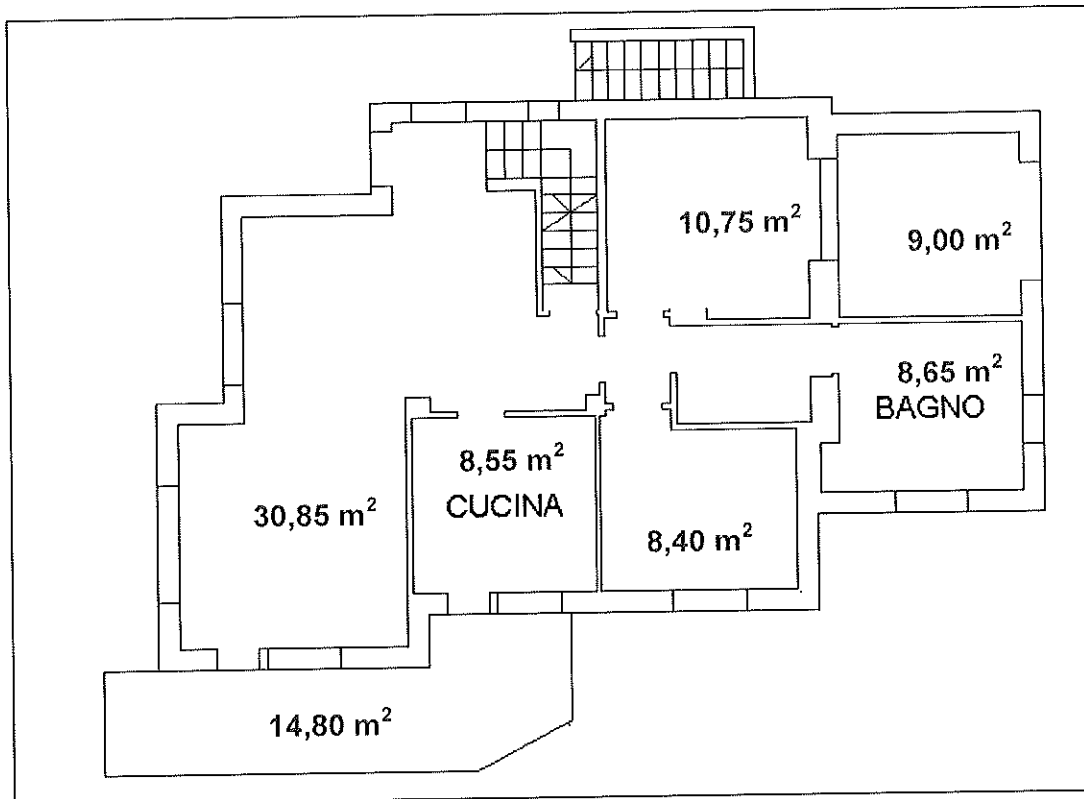 10,75 m²
9,00 m²
8,65 m²
BAGNO
8,55 m²
CUCINA
30,85 m²
8,40 m²
14,80 m²